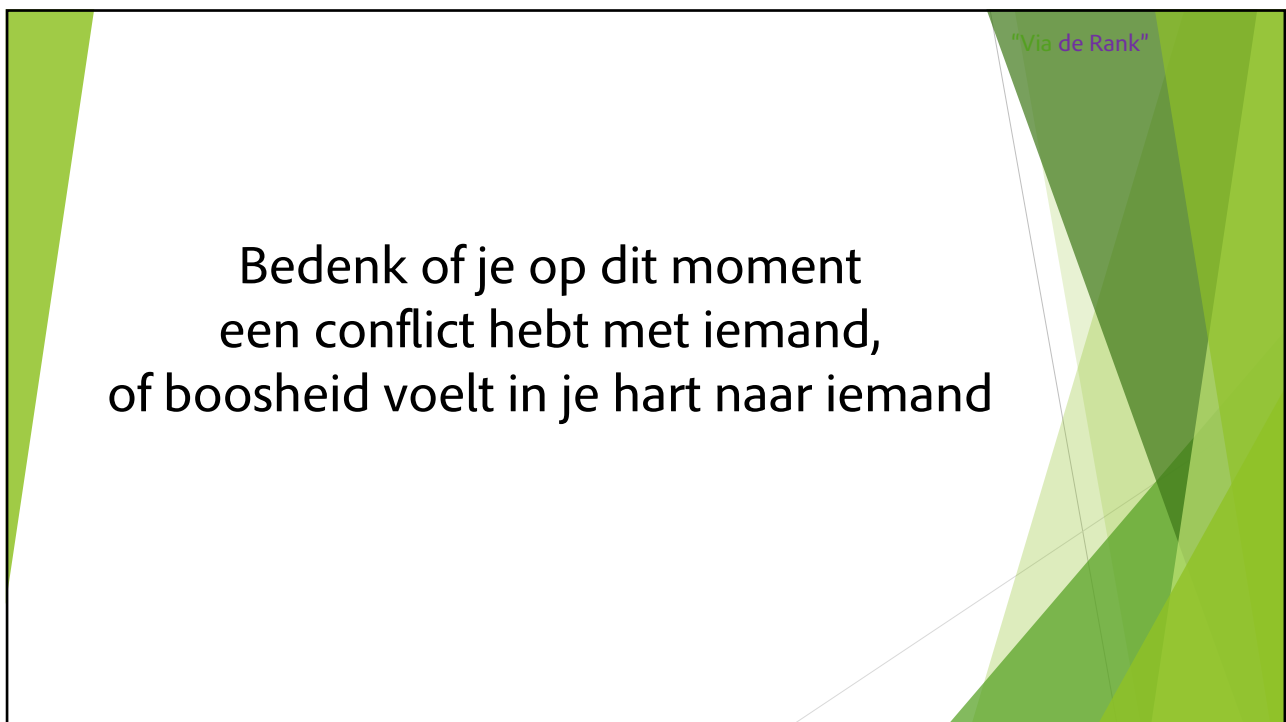 "Via de Rank"
Bedenk of je op dit moment
een conflict hebt met iemand,
of boosheid voelt in je hart naar iemand